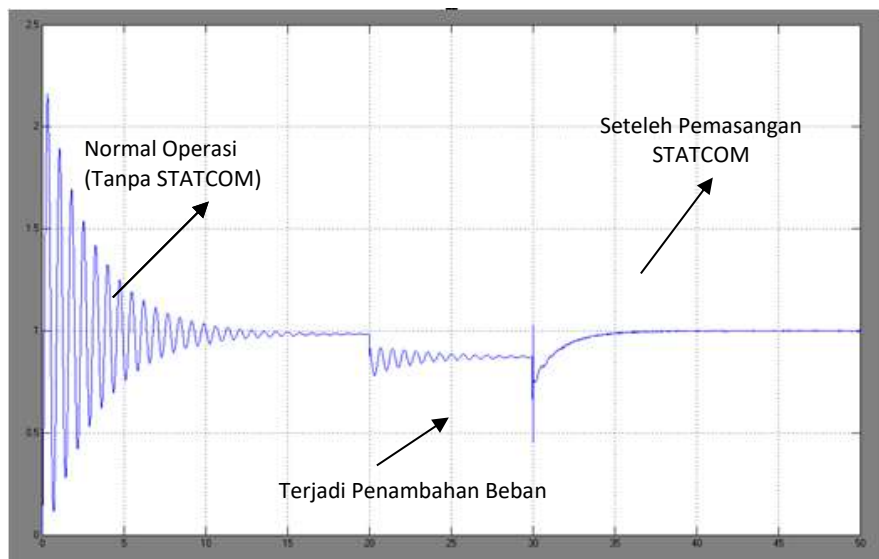 2.5
2
1.5
1
0.5
0
Normal Operasi
(Tanpa STATCOM)
Seteleh Pemasangan
STATCOM
Terjadi Penambahan Beban
0 5 10 15 20 25 30 35 40 45 50